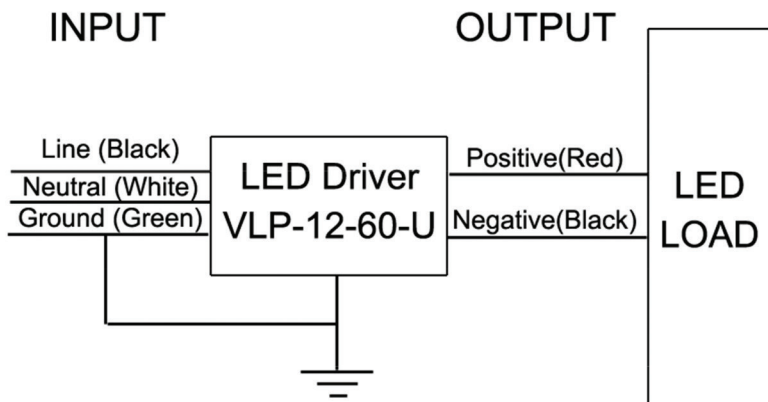 INPUT
OUTPUT
Line (Black)
Neutral (White)
Ground (Green)
LED Driver
VLP-12-60-U
Positive(Red)
Negative(Black)
LED
LOAD